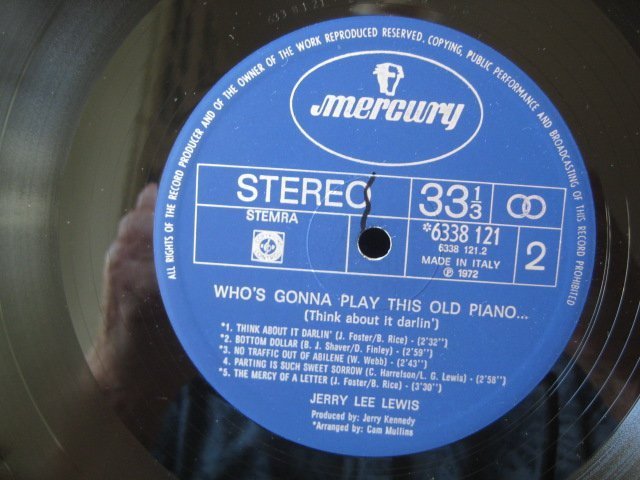 ALL RIGHTS OF THE RECORD PRODUCER AND OF THE OWNER OF THE WORK REPRODUCED RESERVED. COPYING, PUBLIC PERFORMANCE AND BROADCASTING OF THIS RECORD PROHIBITED
mercury
STEREO
33 1/3
STEMRA
*6338 121
6338 121.2
MADE IN ITALY
℗ 1972
2
WHO'S GONNA PLAY THIS OLD PIANO...
(Think about it darlin')
*1. THINK ABOUT IT DARLIN' (J. Foster/B. Rice) - (2'32'')
*2. BOTTOM DOLLAR (B. J. Shaver/D. Finley) - (2'59'')
*3. NO TRAFFIC OUT OF ABILENE (W. Webb) - (2'43'')
4. PARTING IS SUCH SWEET SORROW (C. Harrelson/L. G. Lewis) - (2'58'')
*5. THE MERCY OF A LETTER (J. Foster/B. Rice) - (3'30'')
JERRY LEE LEWIS
Produced by: Jerry Kennedy
*Arranged by: Cam Mullins